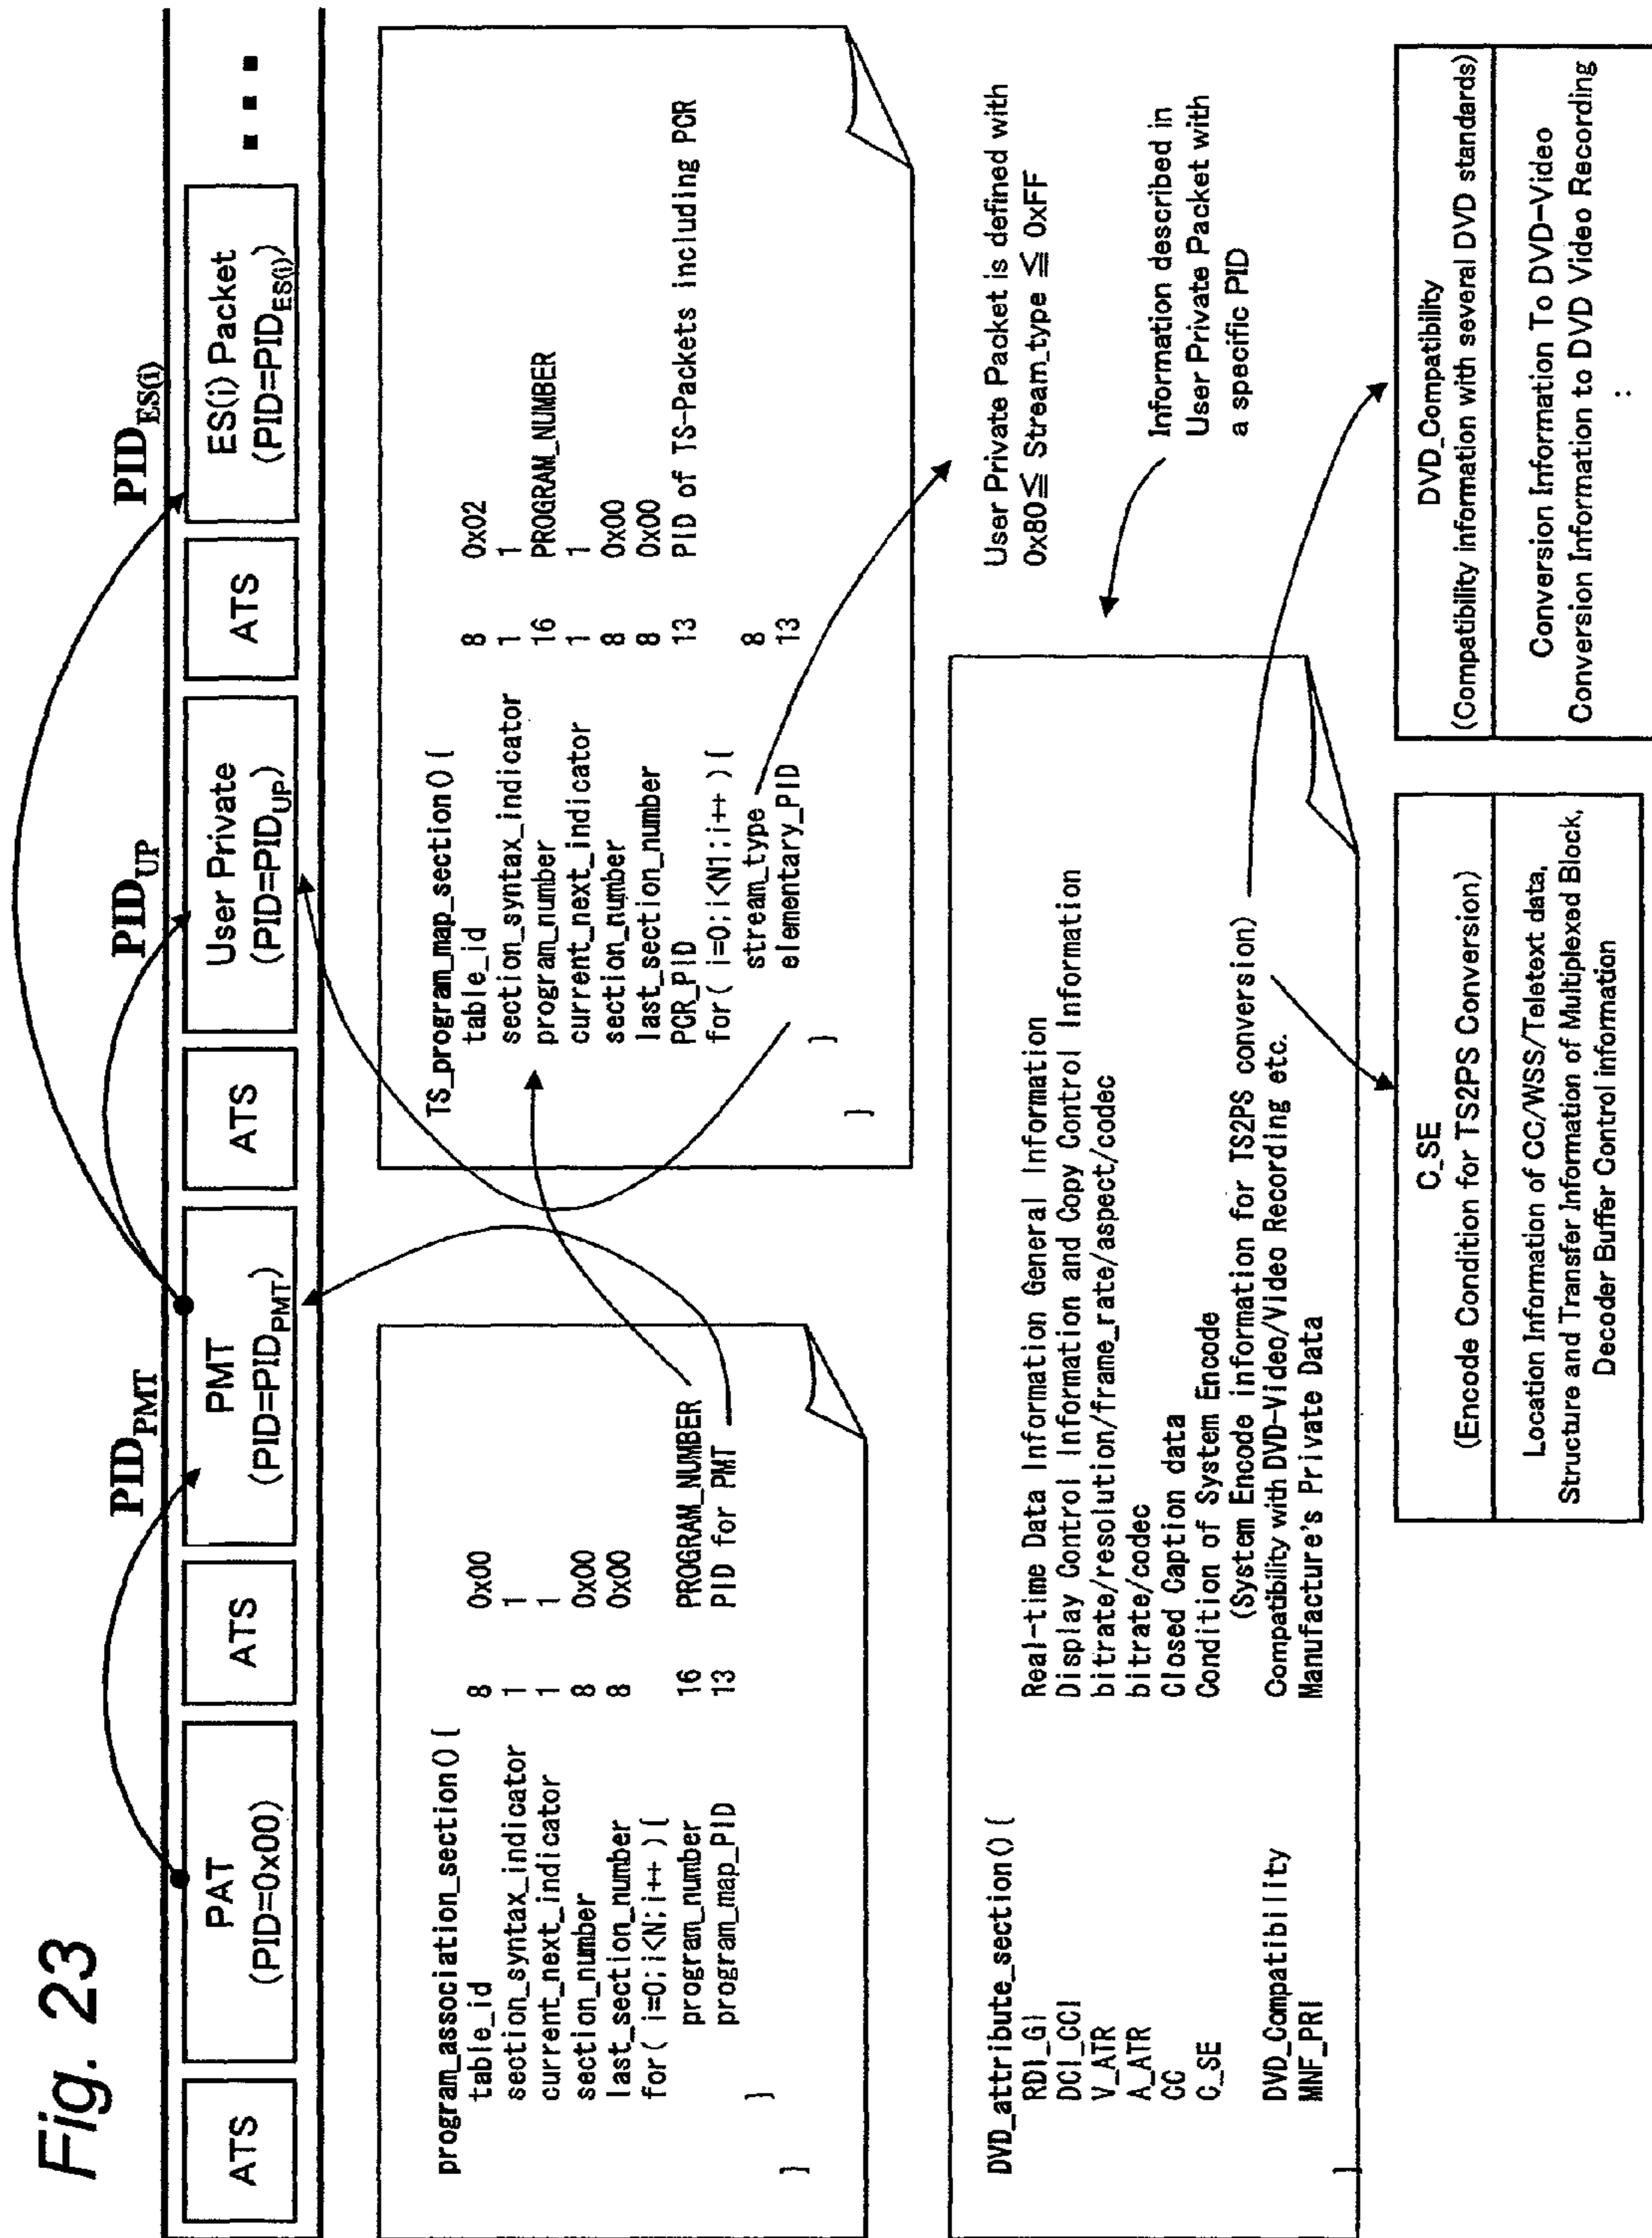 Fig. 23
PID_PMT PID_UP PID_ES(i)
ATS
PAT
(PID=0x00)
ATS
PMT
(PID=PID_PMT)
ATS
User Private
(PID=PID_UP)
ATS
ES(i) Packet
(PID=PID_ES(i))
■ ■ ■
program_association_section() {
table_id 8 0x00
section_syntax_indicator 1 1
current_next_indicator 1 1
section_number 8 0x00
last_section_number 8 0x00
for( i=0;i<N;i++ ) {
program_number 16 PROGRAM_NUMBER
program_map_PID 13 PID for PMT
}
}
TS_program_map_section() {
table_id 8 0x02
section_syntax_indicator 1 1
program_number 16 PROGRAM_NUMBER
current_next_indicator 1 1
section_number 8 0x00
last_section_number 8 0x00
PCR_PID 13 PID of TS-Packets including PCR
for( i=0;i<N1;i++ ) {
stream_type 8
elementary_PID 13
}
}
User Private Packet is defined with
0x80≦ Stream_type ≦ 0xFF
DVD_attribute_section() {
RDI_GI Real-time Data Information General Information
DCI_CCI Display Control Information and Copy Control Information
V_ATR bitrate/resolution/frame_rate/aspect/codec
A_ATR bitrate/codec
CC Closed Caption data
C_SE Condition of System Encode
(System Encode information for TS2PS conversion)
DVD_Compatibility Compatibility with DVD-Video/Video Recording etc.
MNF_PRI Manufacture's Private Data
}
Information described in
User Private Packet with
a specific PID
C_SE
(Encode Condition for TS2PS Conversion)
Location Information of CC/WSS/Teletext data,
Structure and Transfer Information of Multiplexed Block,
Decoder Buffer Control information
DVD_Compatibility
(Compatibility information with several DVD standards)
Conversion Information To DVD-Video
Conversion Information to DVD Video Recording
: